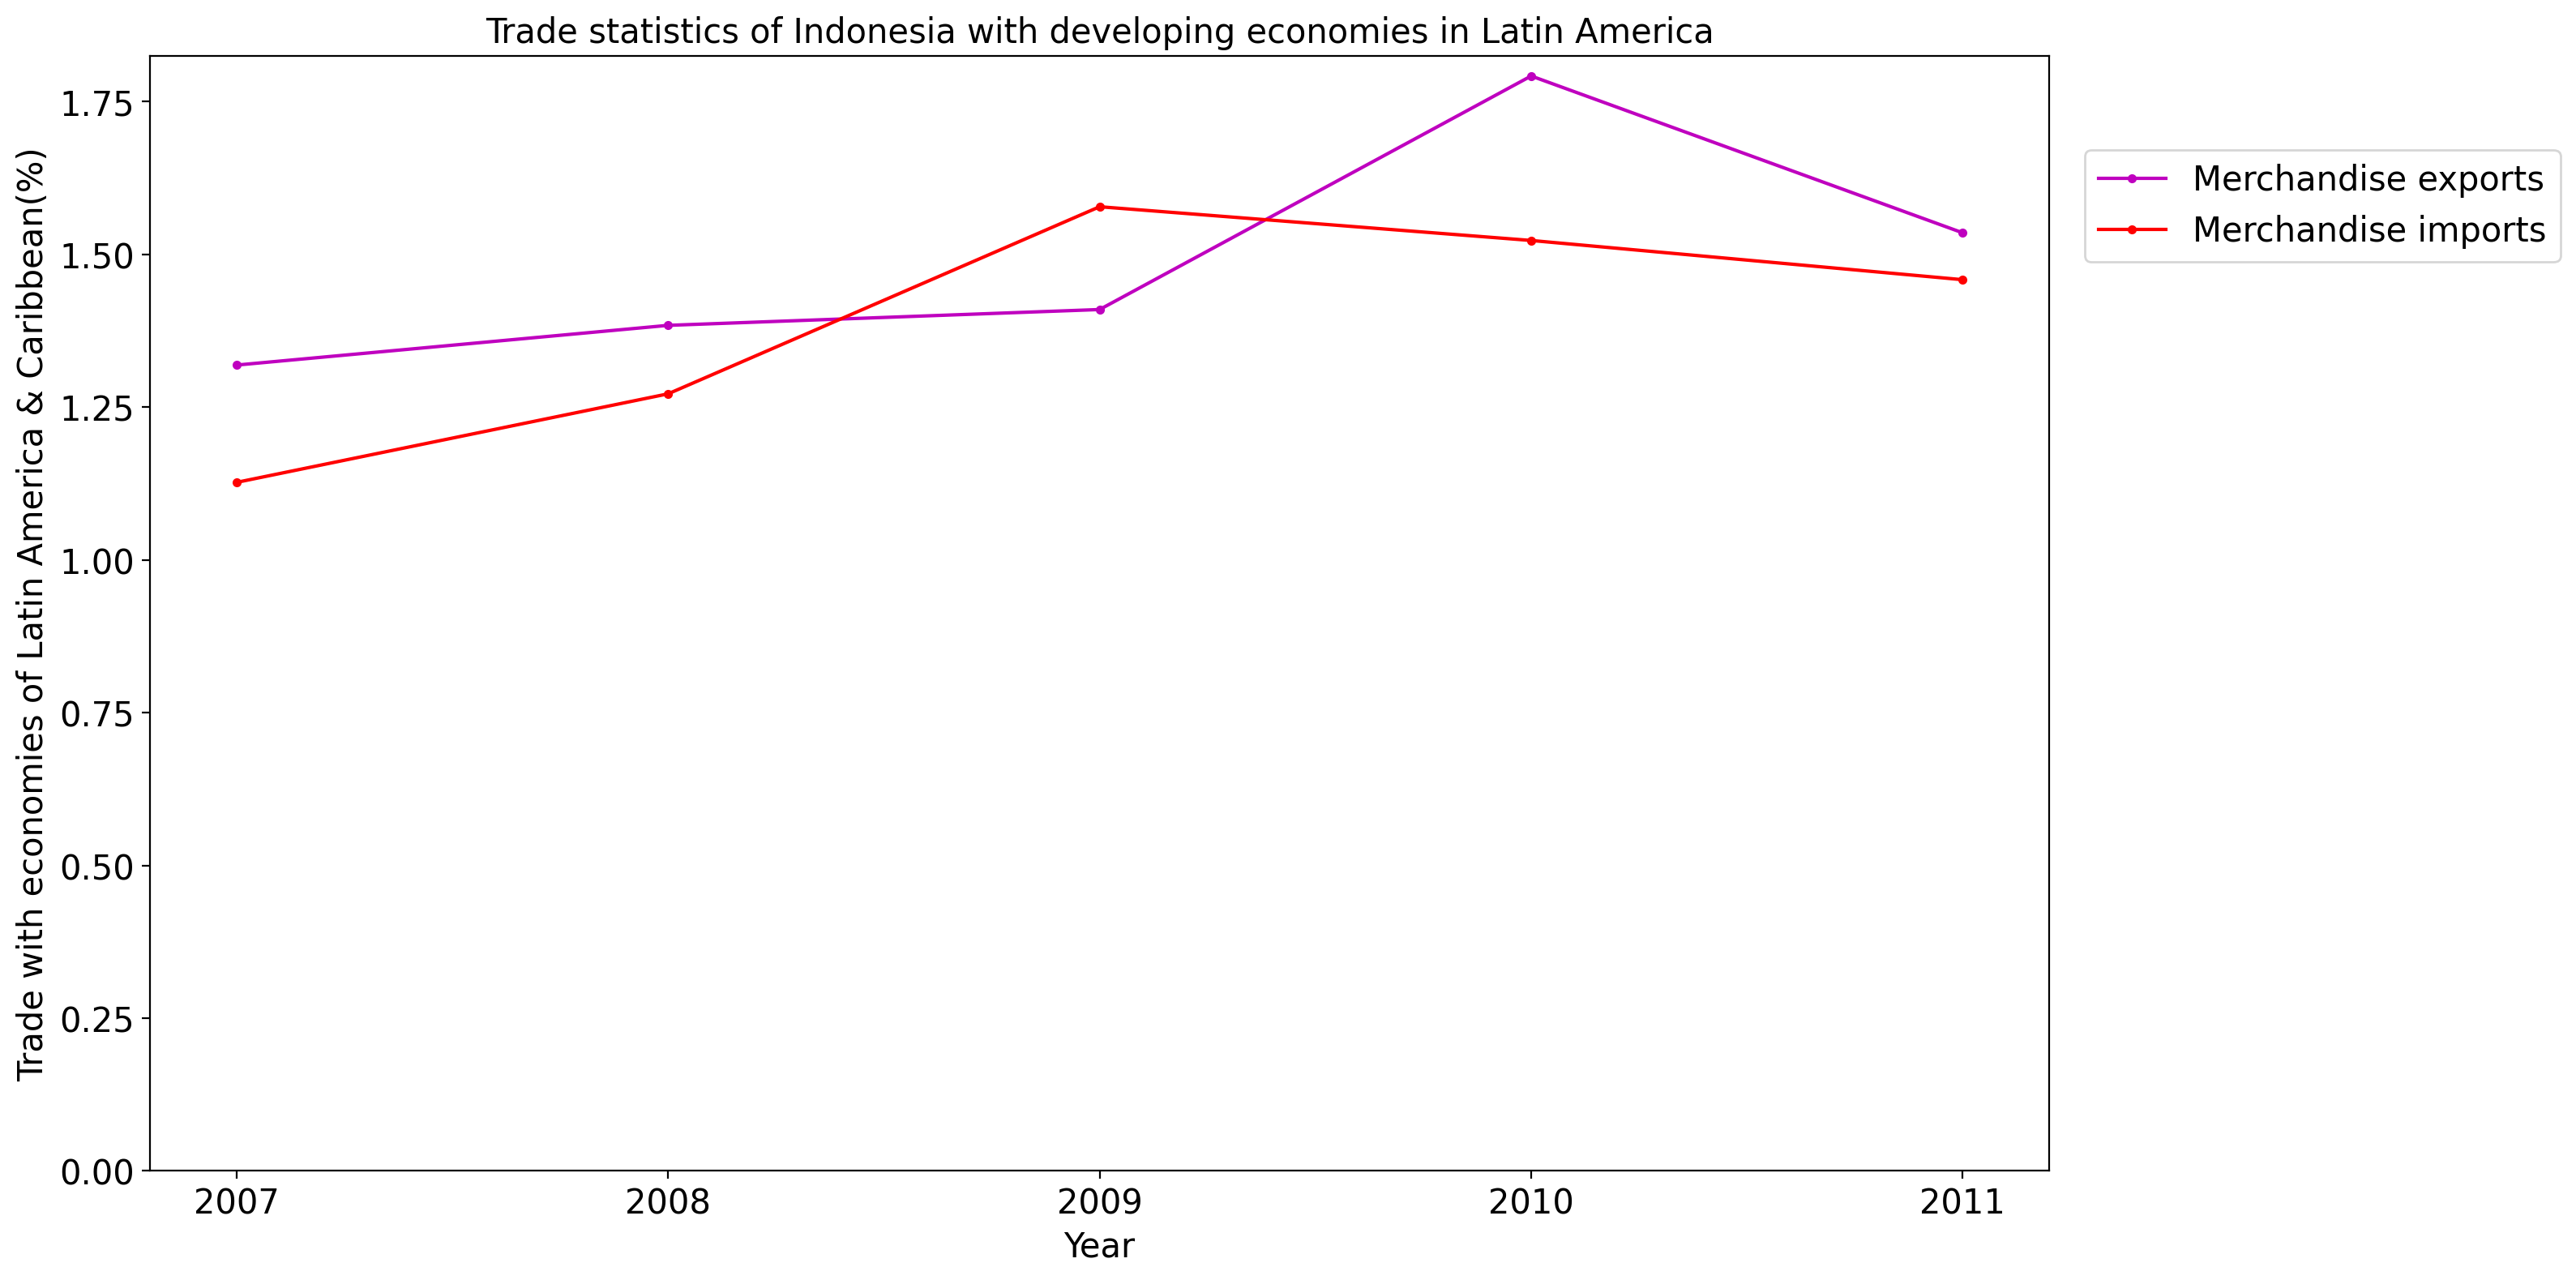 Trade statistics of Indonesia with developing economies in Latin America
Trade with economies of Latin America & Caribbean(%)
1.75
1.50
1.25
1.00
0.75
0.50
0.25
0.00
2007
2008
2009
2010
2011
Year
Merchandise exports
Merchandise imports